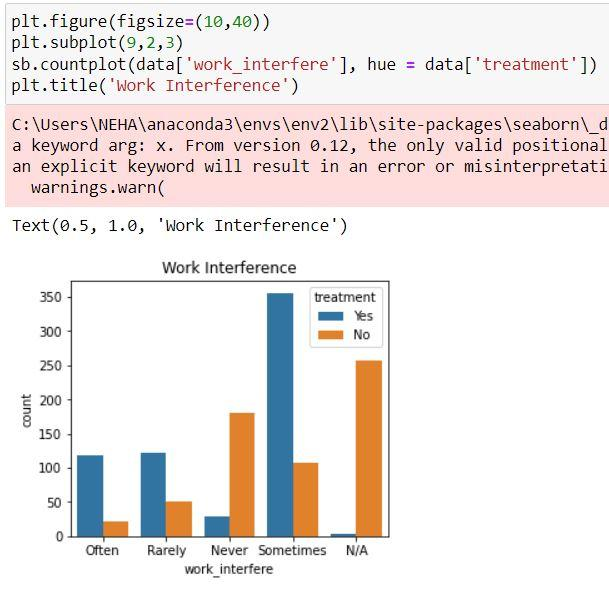 plt.figure(figsize=(10,40))
plt.subplot(9,2,3)
sb.countplot(data['work_interfere'], hue = data['treatment'])
plt.title('Work Interference')
C:\Users\NEHA\anaconda3\envs\env2\lib\site-packages\seaborn\_d
a keyword arg: x. From version 0.12, the only valid positional
an explicit keyword will result in an error or misinterpretati
warnings.warn(
Text(0.5, 1.0, 'Work Interference')
Work Interference
treatment
Yes
No
350
300
250
200
150
100
50
0
count
Often Rarely Never Sometimes N/A
work_interfere